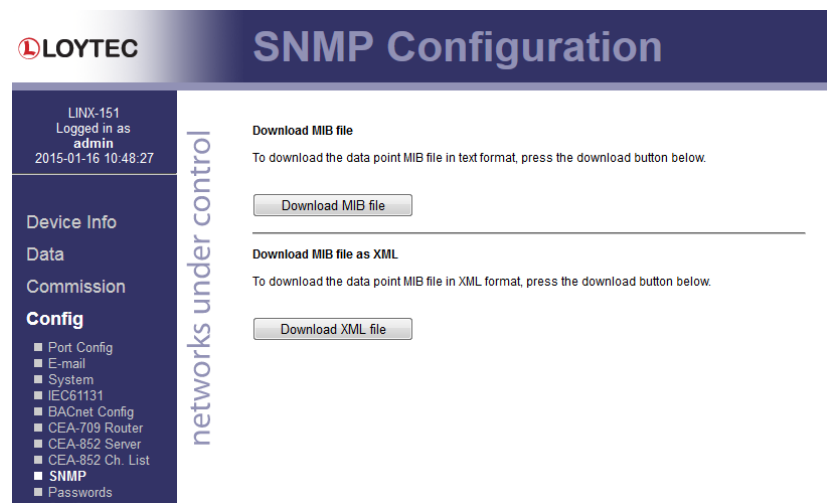 LOYTEC
SNMP Configuration
LINX-151
Logged in as
admin
2015-01-16 10:48:27
Device Info
Data
Commission
Config
Port Config
E-mail
System
IEC61131
BACnet Config
CEA-709 Router
CEA-852 Server
CEA-852 Ch. List
SNMP
Passwords
networks under control
Download MIB file
To download the data point MIB file in text format, press the download button below.
Download MIB file
Download MIB file as XML
To download the data point MIB file in XML format, press the download button below.
Download XML file